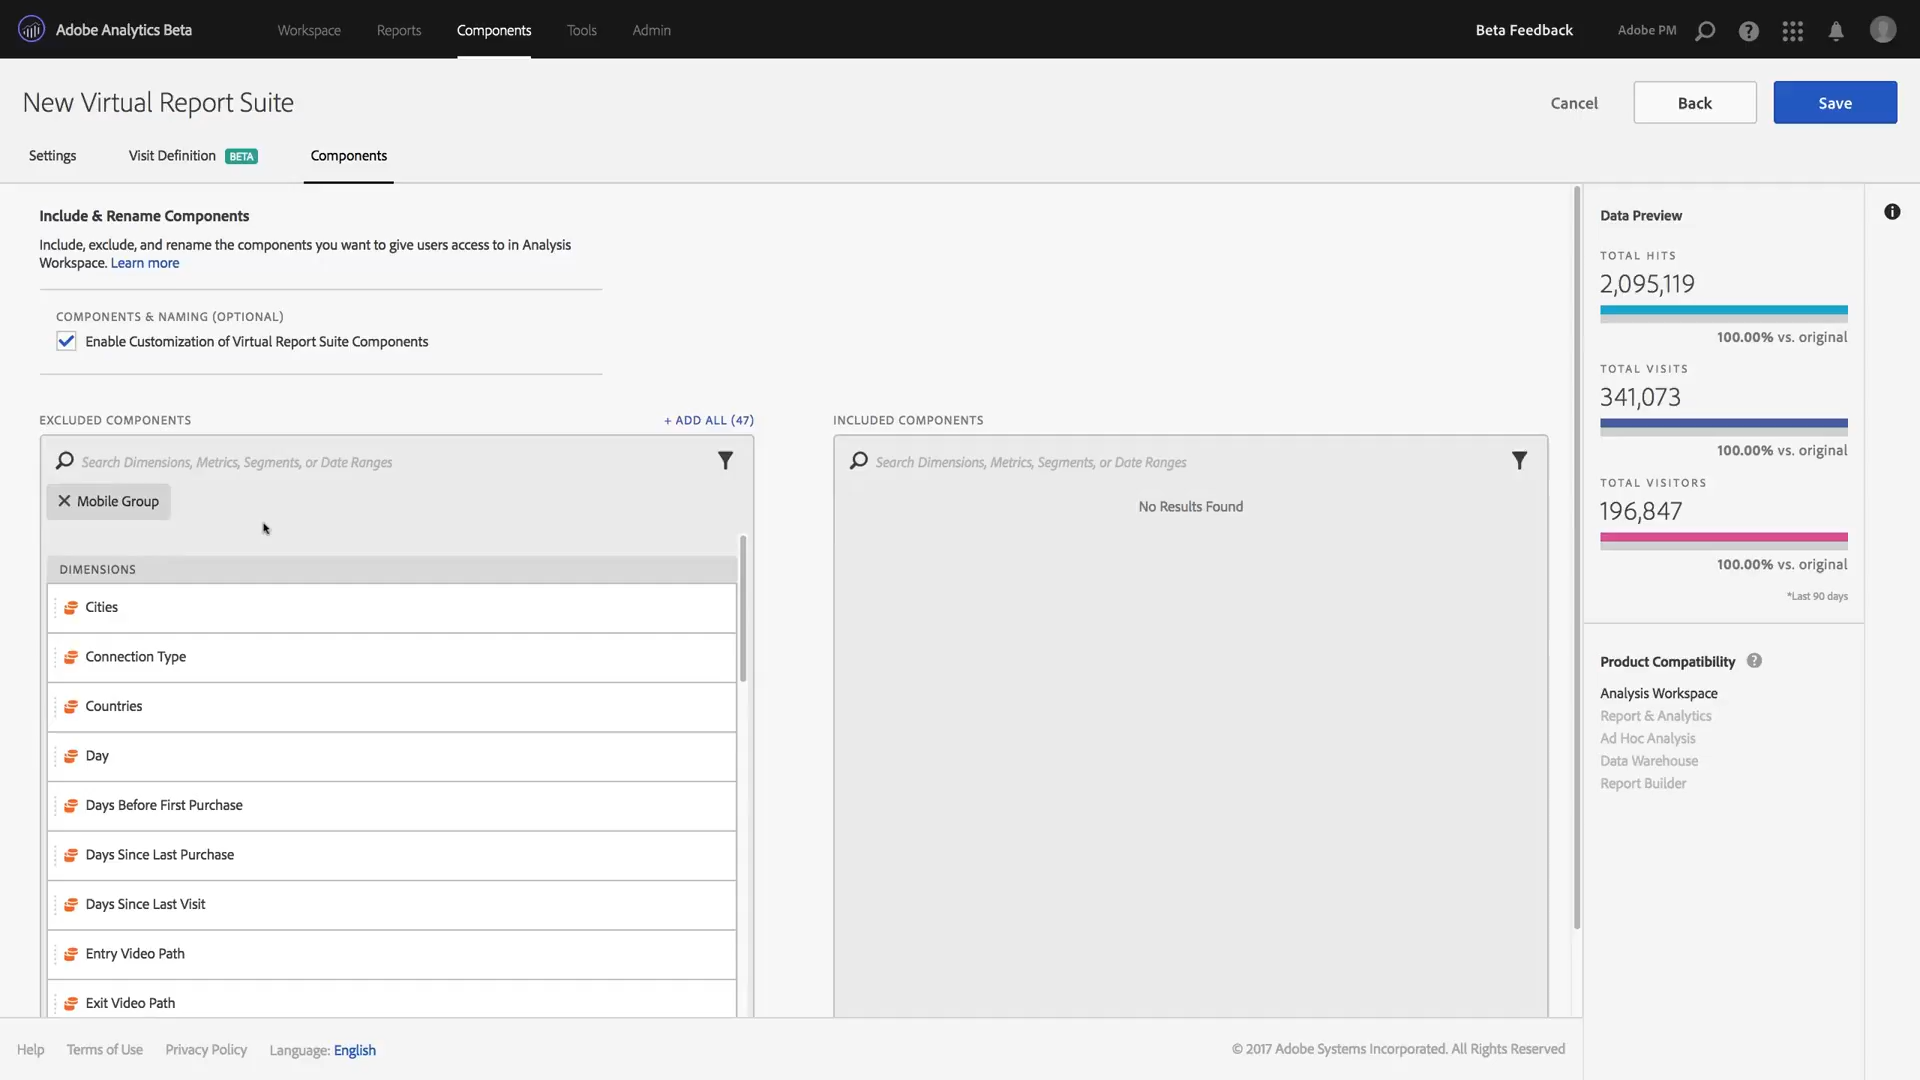 Adobe Analytics Beta
Workspace
Reports
Components
Tools
Admin
Beta Feedback
Adobe PM
New Virtual Report Suite
Cancel
Back
Save
Settings
Visit Definition
BETA
Components
Include & Rename Components
Include, exclude, and rename the components you want to give users access to in Analysis
Workspace. Learn more
COMPONENTS & NAMING (OPTIONAL)
Enable Customization of Virtual Report Suite Components
EXCLUDED COMPONENTS
+ ADD ALL (47)
Search Dimensions, Metrics, Segments, or Date Ranges
Mobile Group
DIMENSIONS
Cities
Connection Type
Countries
Day
Days Before First Purchase
Days Since Last Purchase
Days Since Last Visit
Entry Video Path
Exit Video Path
INCLUDED COMPONENTS
Search Dimensions, Metrics, Segments, or Date Ranges
No Results Found
Data Preview
TOTAL HITS
2,095,119
100.00% vs. original
TOTAL VISITS
341,073
100.00% vs. original
TOTAL VISITORS
196,847
100.00% vs. original
*Last 90 days
Product Compatibility
Analysis Workspace
Report & Analytics
Ad Hoc Analysis
Data Warehouse
Report Builder
Help
Terms of Use
Privacy Policy
Language: English
© 2017 Adobe Systems Incorporated. All Rights Reserved